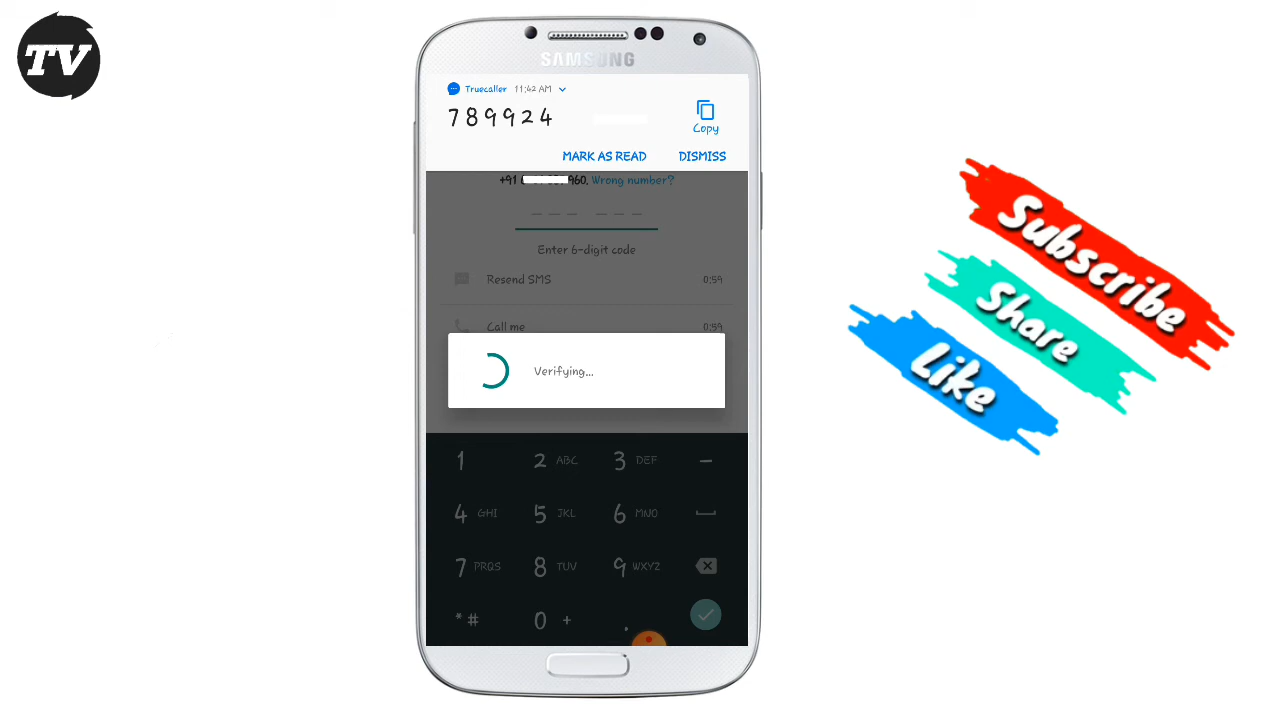 TV
SAMSUNG
Truecaller 11:42 AM
789924
Copy
MARK AS READ DISMISS
+91 960. Wrong number?
Enter 6-digit code
Resend SMS 0:59
Call me 0:59
Verifying...
1 2 ABC 3 DEF –
4 GHI 5 JKL 6 MNO
7 PRQS 8 TUV 9 WXYZ
* # 0 + .
Subscribe
Share
Like